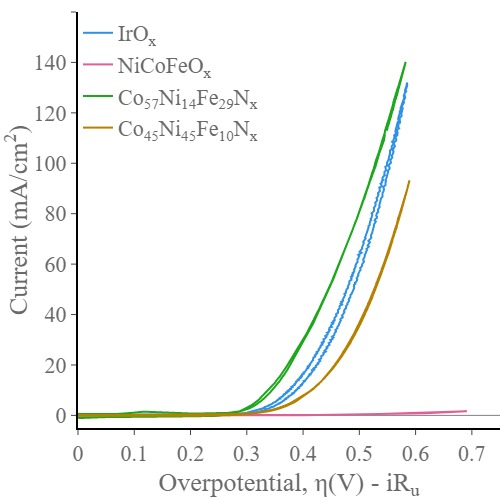 IrOₓ
NiCoFeOₓ
Co₅₇Ni₁₄Fe₂₉Nₓ
Co₄₅Ni₄₅Fe₁₀Nₓ
Current (mA/cm²)
140
120
100
80
60
40
20
0
0 0.1 0.2 0.3 0.4 0.5 0.6 0.7
Overpotential, η(V) - iRᵤ